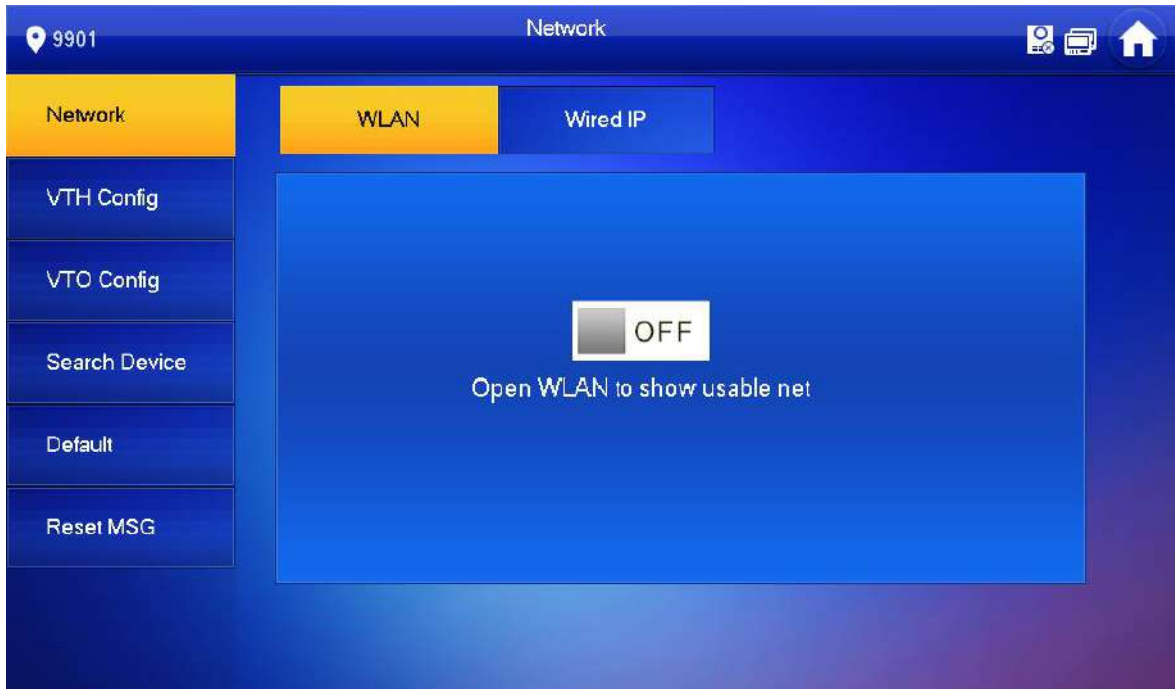 9901
Network
Network
WLAN
Wired IP
VTH Config
VTO Config
Search Device
Default
Reset MSG
OFF
Open WLAN to show usable net